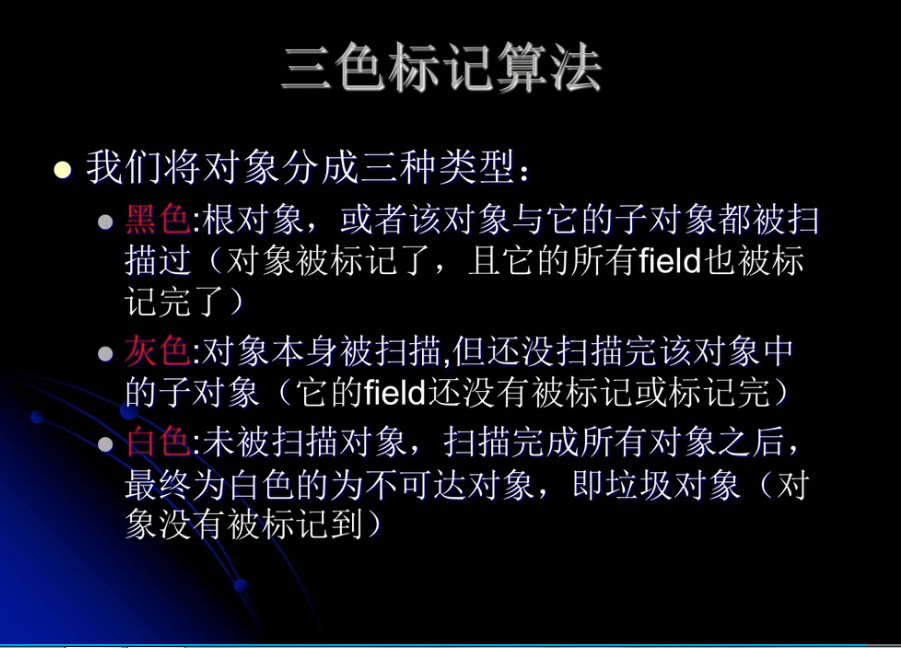 三色标记算法
我们将对象分成三种类型：
黑色:根对象，或者该对象与它的子对象都被扫
描过（对象被标记了，且它的所有field也被标
记完了）
灰色:对象本身被扫描,但还没扫描完该对象中
的子对象（它的field还没有被标记或标记完）
白色:未被扫描对象，扫描完成所有对象之后，
最终为白色的为不可达对象，即垃圾对象（对
象没有被标记到）